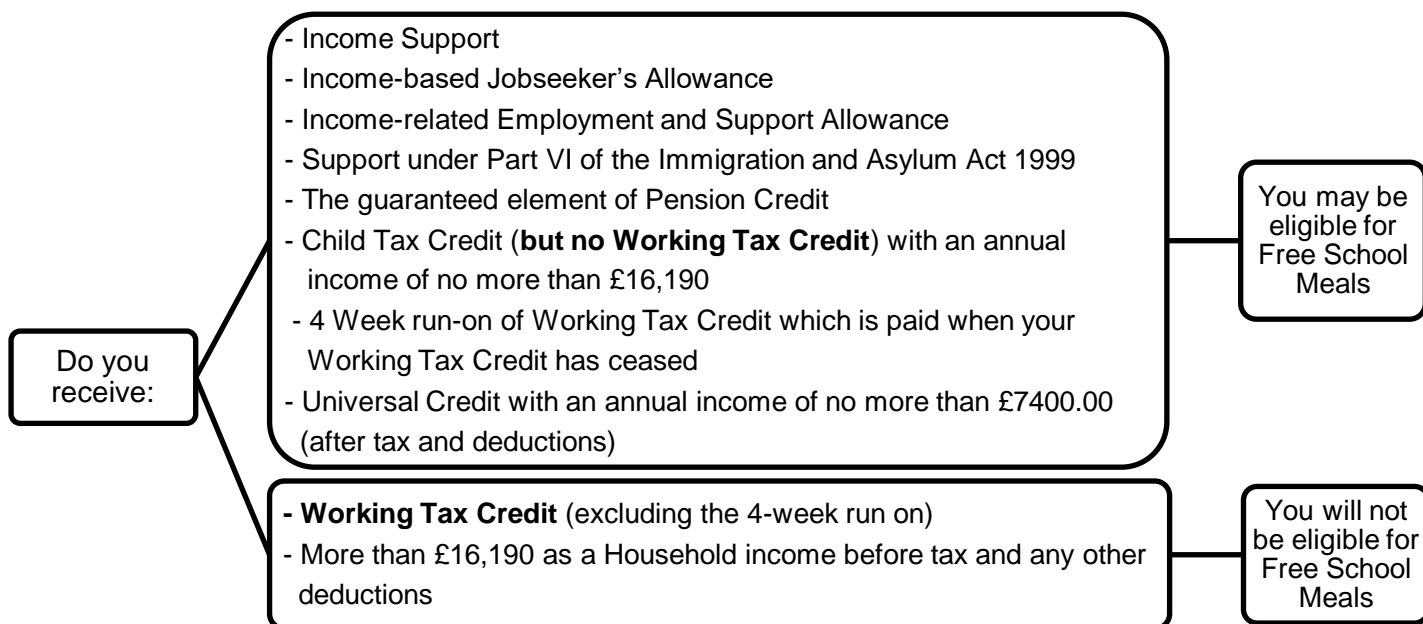 Do you
receive:
- Income Support
- Income-based Jobseeker’s Allowance
- Income-related Employment and Support Allowance
- Support under Part VI of the Immigration and Asylum Act 1999
- The guaranteed element of Pension Credit
- Child Tax Credit (but no Working Tax Credit) with an annual
income of no more than £16,190
- 4 Week run-on of Working Tax Credit which is paid when your
Working Tax Credit has ceased
- Universal Credit with an annual income of no more than £7400.00
(after tax and deductions)
You may be
eligible for
Free School
Meals
- Working Tax Credit (excluding the 4-week run on)
- More than £16,190 as a Household income before tax and any other
deductions
You will not
be eligible for
Free School
Meals